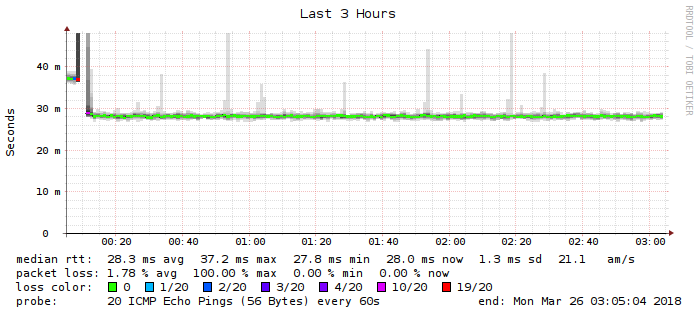 Last 3 Hours
RRDTOOL / TOBI OETIKER
Seconds
40 m
30 m
20 m
10 m
0
00:20 00:40 01:00 01:20 01:40 02:00 02:20 02:40 03:00
median rtt: 28.3 ms avg 37.2 ms max 27.8 ms min 28.0 ms now 1.3 ms sd 21.1 am/s
packet loss: 1.78 % avg 100.00 % max 0.00 % min 0.00 % now
loss color: 0 1/20 2/20 3/20 4/20 10/20 19/20
probe: 20 ICMP Echo Pings (56 Bytes) every 60s end: Mon Mar 26 03:05:04 2018